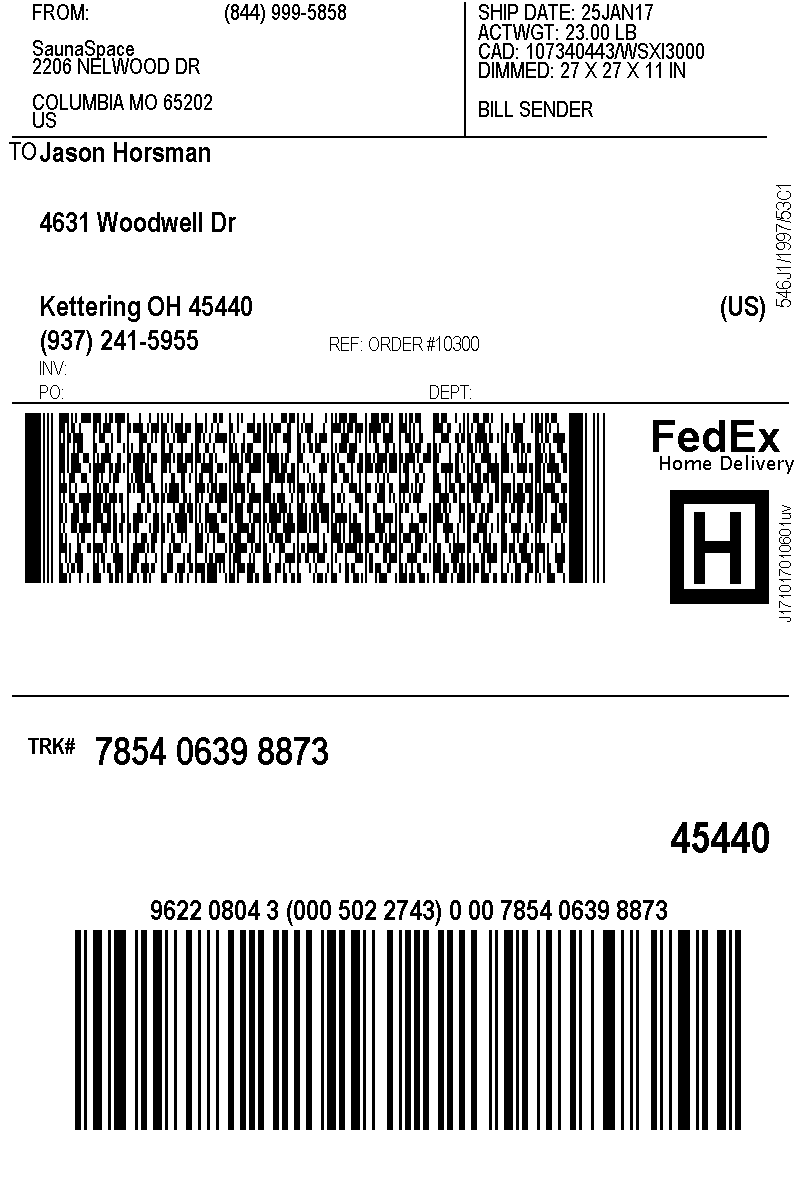 FROM: (844) 999-5858
SaunaSpace
2206 NELWOOD DR
COLUMBIA MO 65202
US
SHIP DATE: 25JAN17
ACTWGT: 23.00 LB
CAD: 107340443/WSXI3000
DIMMED: 27 X 27 X 11 IN
BILL SENDER
TO Jason Horsman
4631 Woodwell Dr
Kettering OH 45440 (US)
(937) 241-5955 REF: ORDER #10300
INV:
PO: DEPT:
546J1/1997/53C1
FedEx
Home Delivery
H
J171017010601uv
TRK# 7854 0639 8873
45440
9622 0804 3 (000 502 2743) 0 00 7854 0639 8873